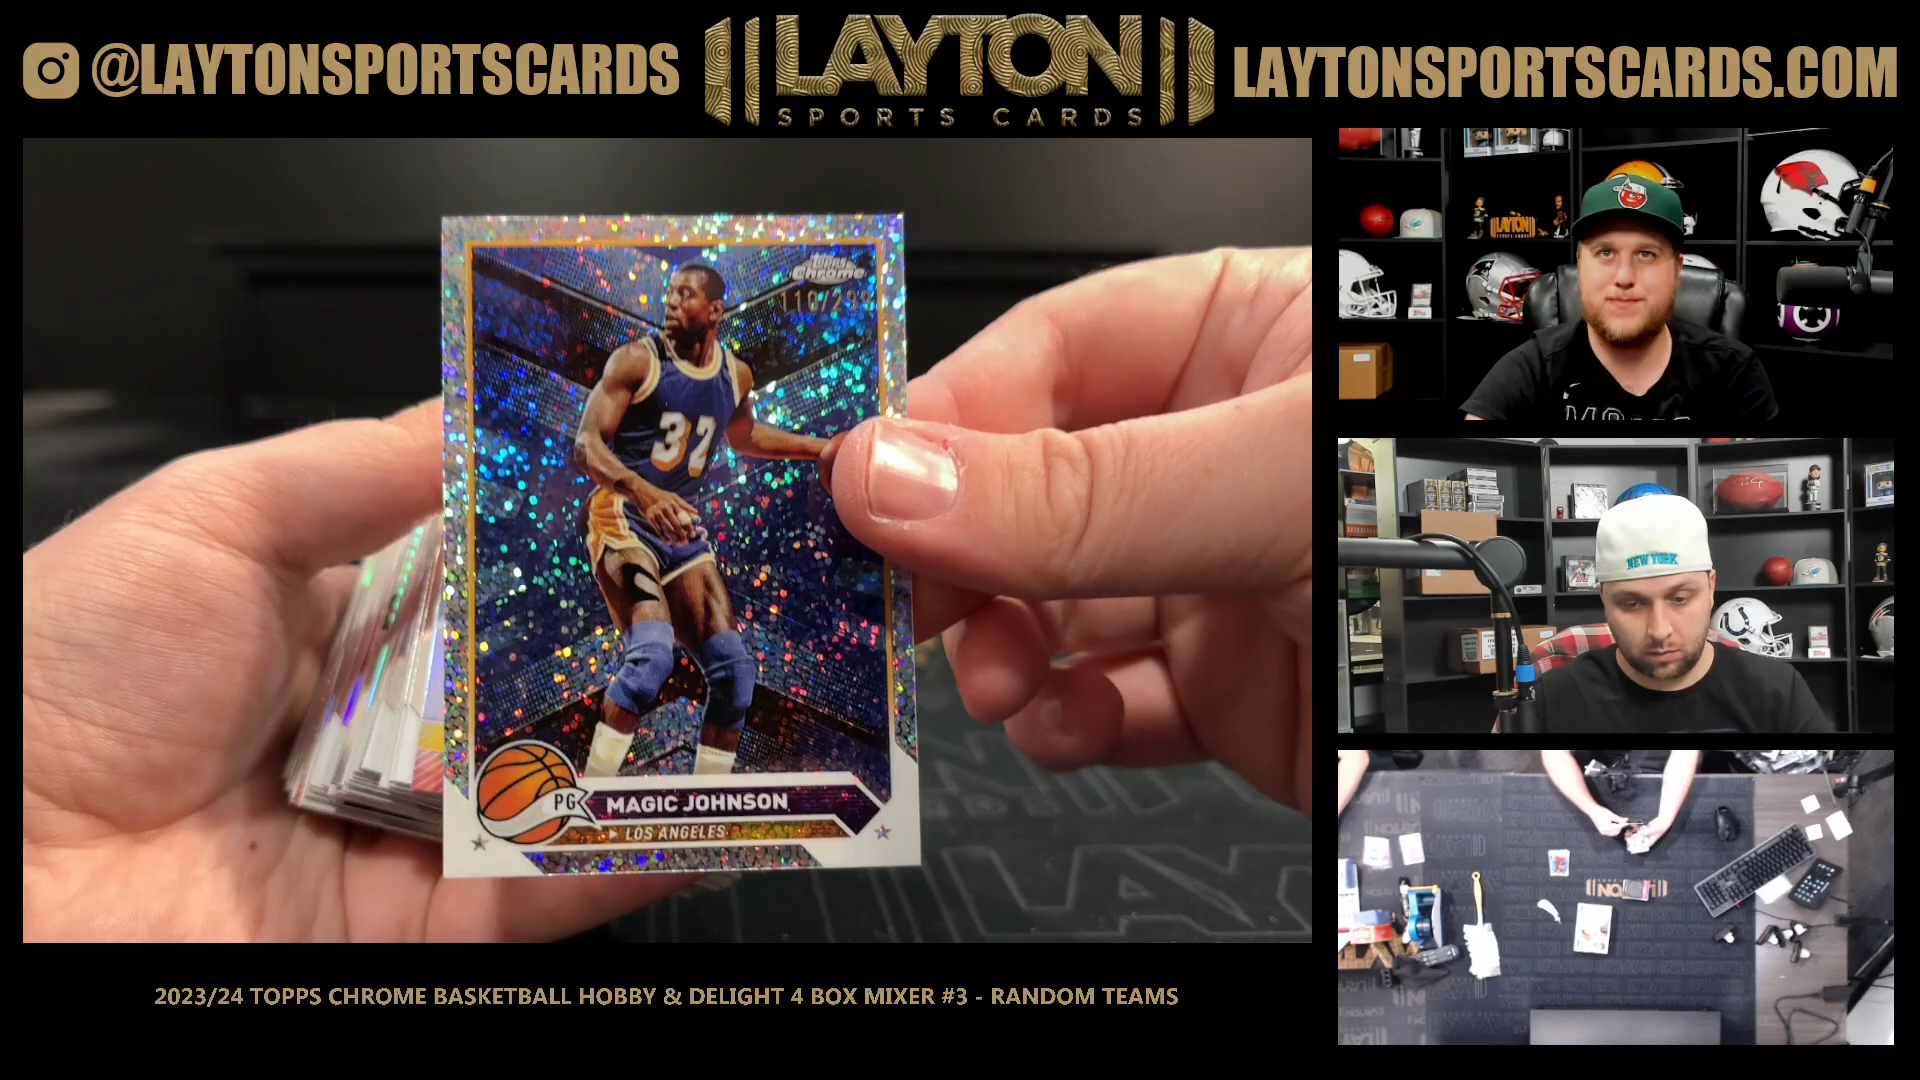 @LAYTONSPORTSCARDS
LAYTON
SPORTS CARDS
LAYTONSPORTSCARDS.COM
Topps
Chrome
110/299
32
PG
MAGIC JOHNSON
LOS ANGELES
LAYTON
NEW YORK
2023/24 TOPPS CHROME BASKETBALL HOBBY & DELIGHT 4 BOX MIXER #3 - RANDOM TEAMS